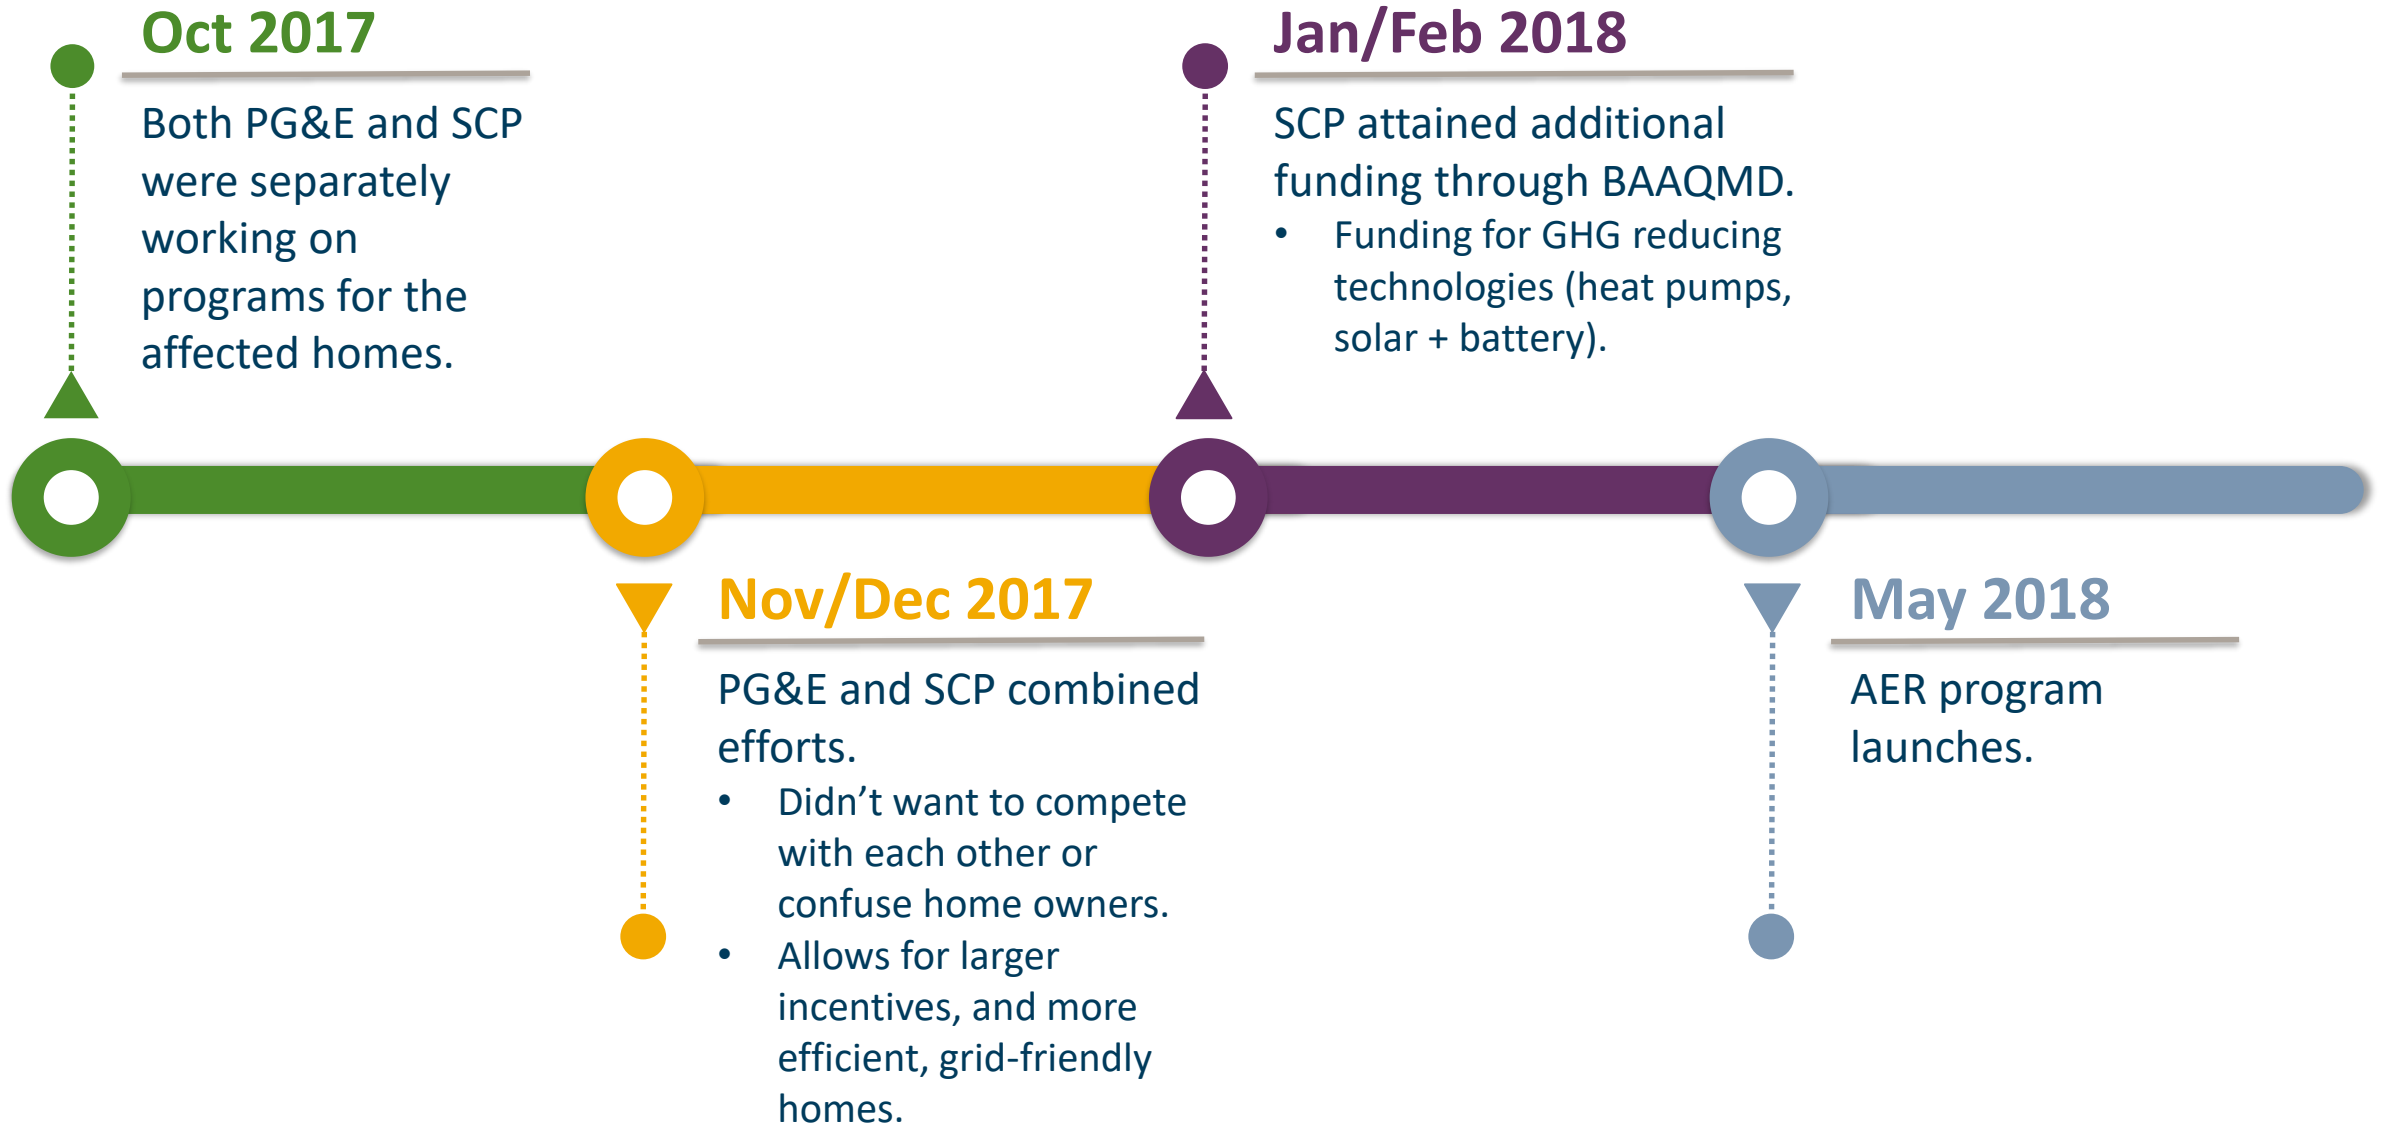 Oct 2017
Both PG&E and SCP
were separately
working on
programs for the
affected homes.
Jan/Feb 2018
SCP attained additional
funding through BAAQMD.
• Funding for GHG reducing
technologies (heat pumps,
solar + battery).
Nov/Dec 2017
PG&E and SCP combined
efforts.
• Didn’t want to compete
with each other or
confuse home owners.
• Allows for larger
incentives, and more
efficient, grid-friendly
homes.
May 2018
AER program
launches.